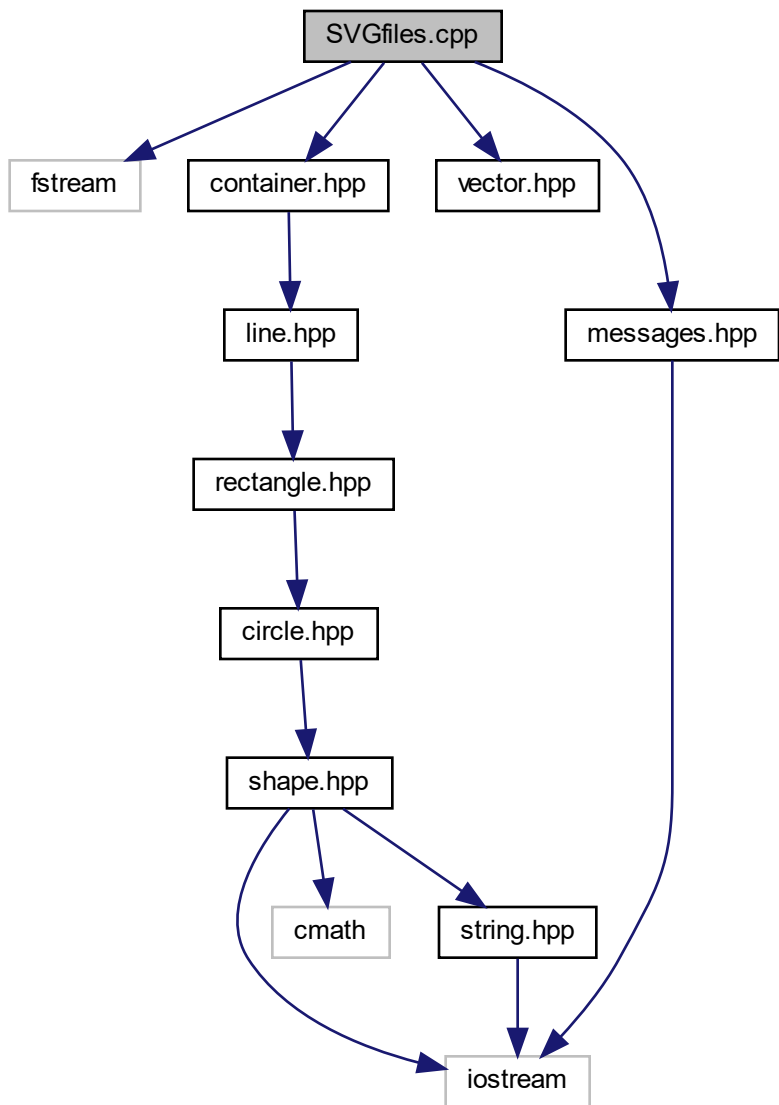 SVGfiles.cpp
fstream
container.hpp
vector.hpp
line.hpp
messages.hpp
rectangle.hpp
circle.hpp
shape.hpp
cmath
string.hpp
iostream